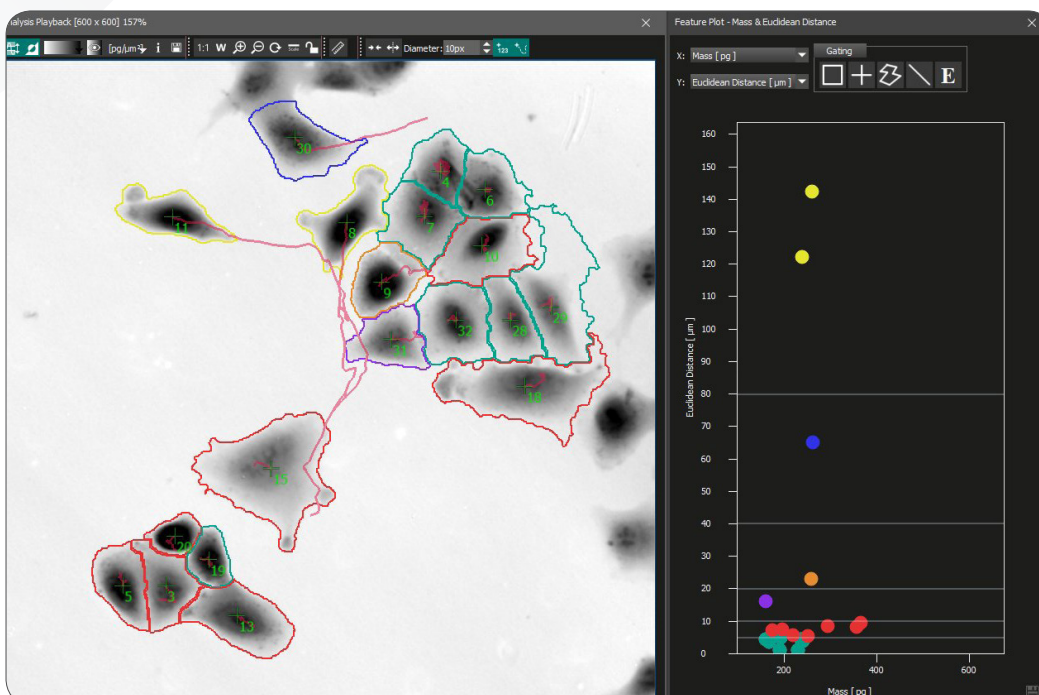 nalysis Playback [600 x 600] 157%
[pg/µm²]
i
1:1 W
Diameter: 10px
123
30
4
6
11
8
7
10
9
29
32
28
21
18
15
20
19
5
3
13
Feature Plot - Mass & Euclidean Distance
X: Mass [ pg ]
Y: Euclidean Distance [ µm ]
Gating
E
160
150
140
130
120
110
100
90
80
70
60
50
40
30
20
10
0
Euclidean Distance [ µm ]
200 400 600
Mass [ pg ]